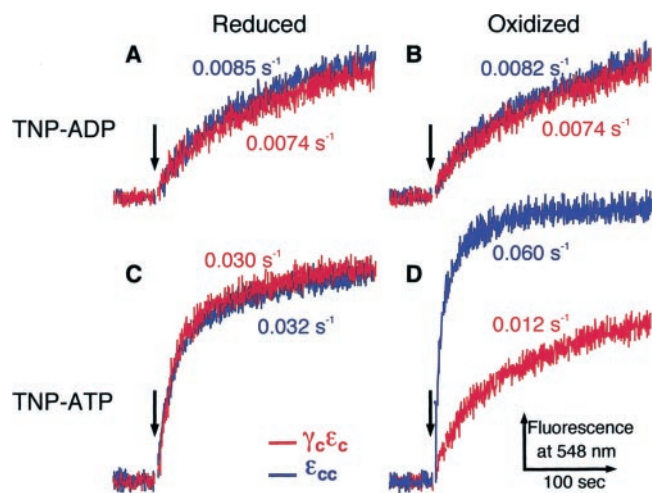 Reduced
Oxidized
A
B
0.0085 s⁻¹
0.0082 s⁻¹
TNP-ADP
0.0074 s⁻¹
0.0074 s⁻¹
C
0.030 s⁻¹
0.060 s⁻¹
D
0.032 s⁻¹
0.012 s⁻¹
TNP-ATP
γcεc
εcc
Fluorescence
at 548 nm
100 sec